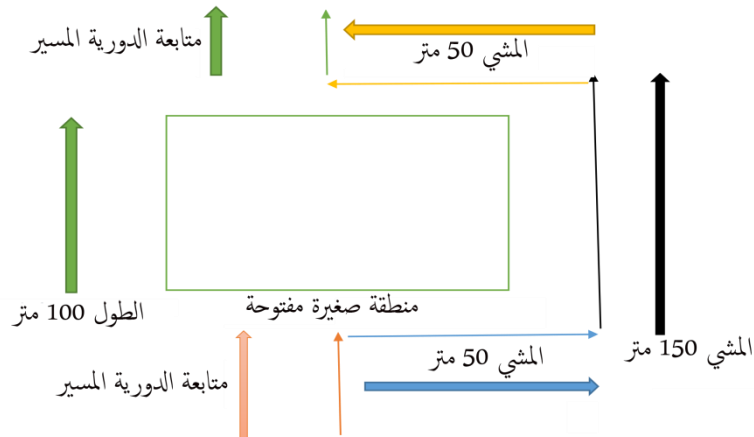 متابعة الدورية المسير
المشي 50 متر
منطقة صغيرة مفتوحة
الطول 100 متر
المشي 150 متر
المشي 50 متر
متابعة الدورية المسير